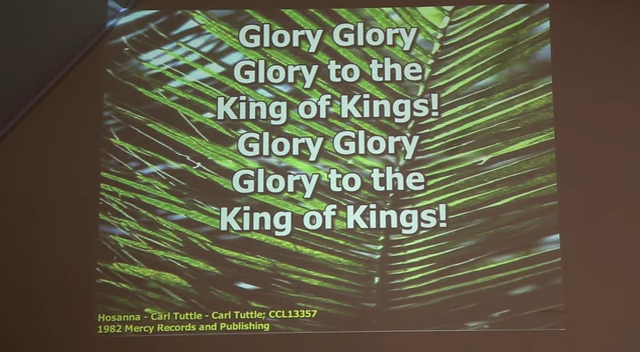 Glory Glory
Glory to the
King of Kings!
Glory Glory
Glory to the
King of Kings!
Hosanna - Carl Tuttle - Carl Tuttle; CCL13357
1982 Mercy Records and Publishing